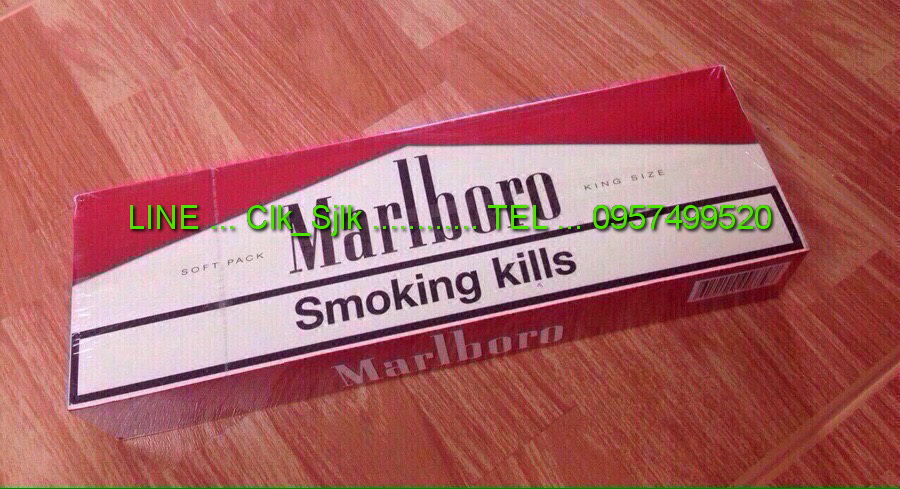 KING SIZE
Marlboro
LINE ... Clk_Sjlk ............ TEL ... 0957499520
SOFT PACK
Smoking kills
Marlboro